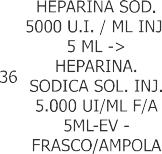 HEPARINA SOD.
5000 U.I. / ML INJ
5 ML ->
HEPARINA.
36
SODICA SOL. INJ.
5.000 UI/ML F/A
5ML-EV -
FRASCO/AMPOLA